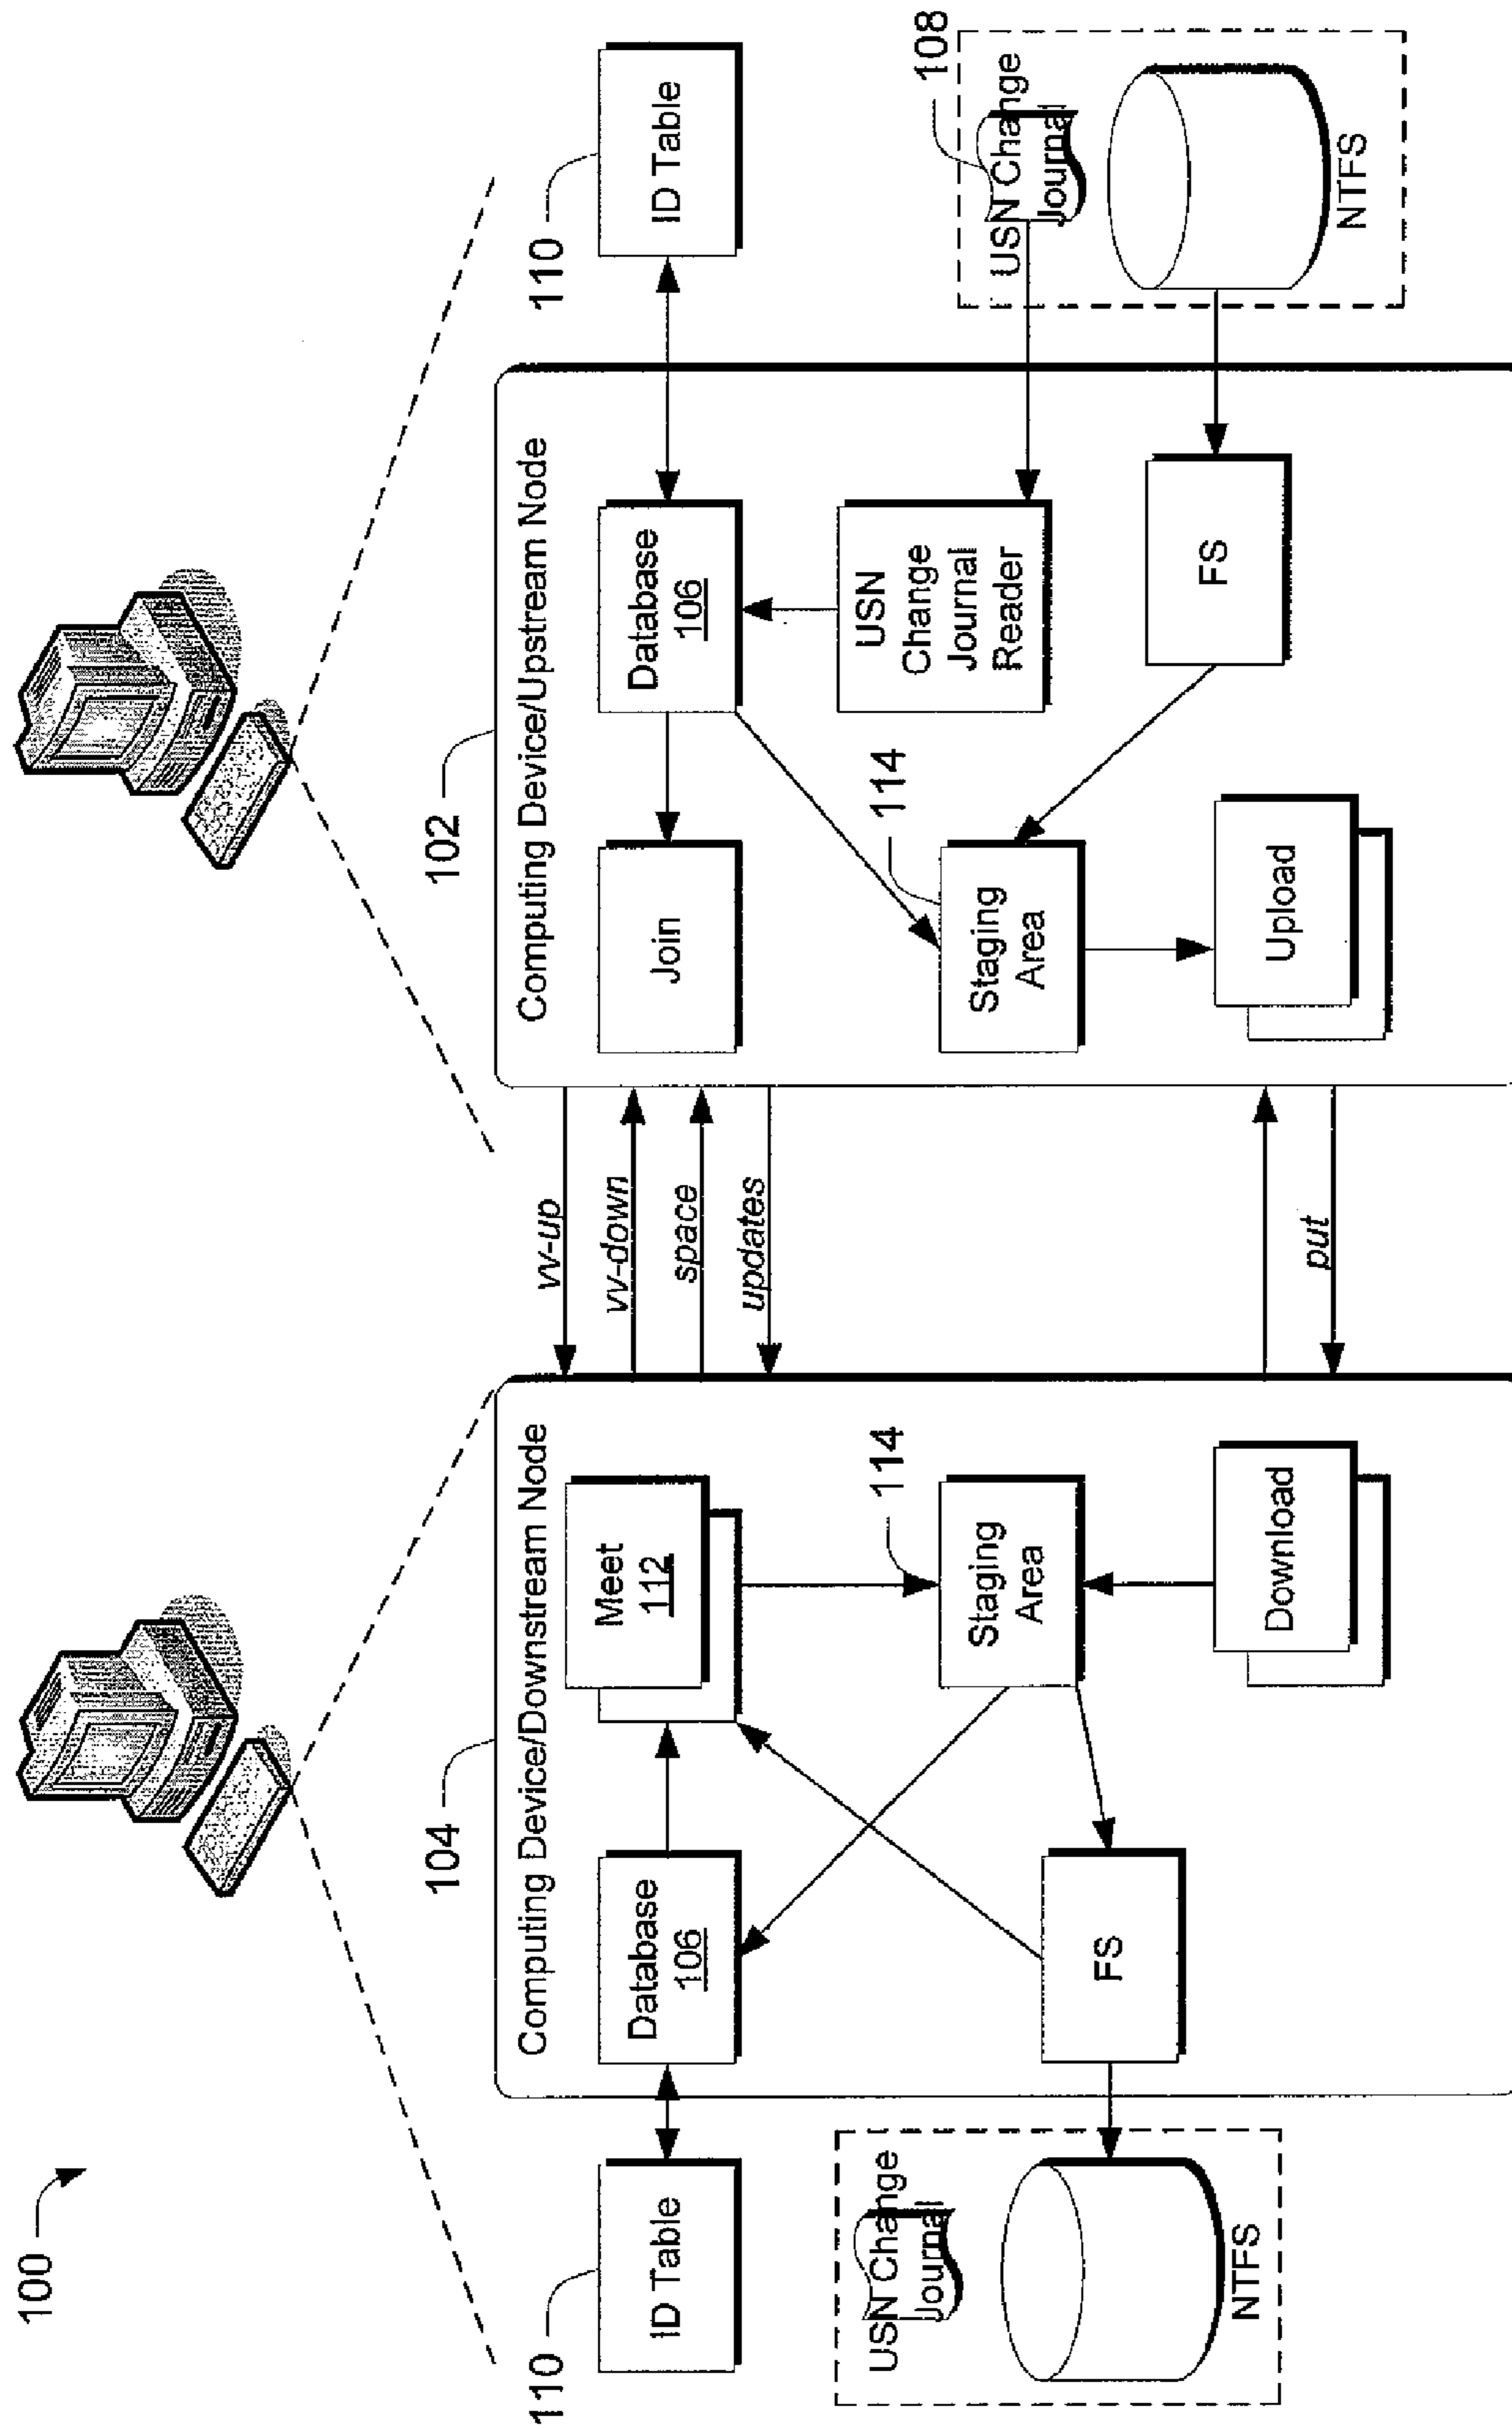 100
104
102
110
ID Table
Computing Device/Downstream Node
Database
106
Meet
112
vv-up
vv-down
space
updates
Computing Device/Upstream Node
Join
Database
106
110
ID Table
USN Change
Journal
NTFS
FS
114
Staging
Area
Download
put
114
Staging
Area
Upload
USN
Change
Journal
Reader
FS
108
USN Change
Journal
NTFS